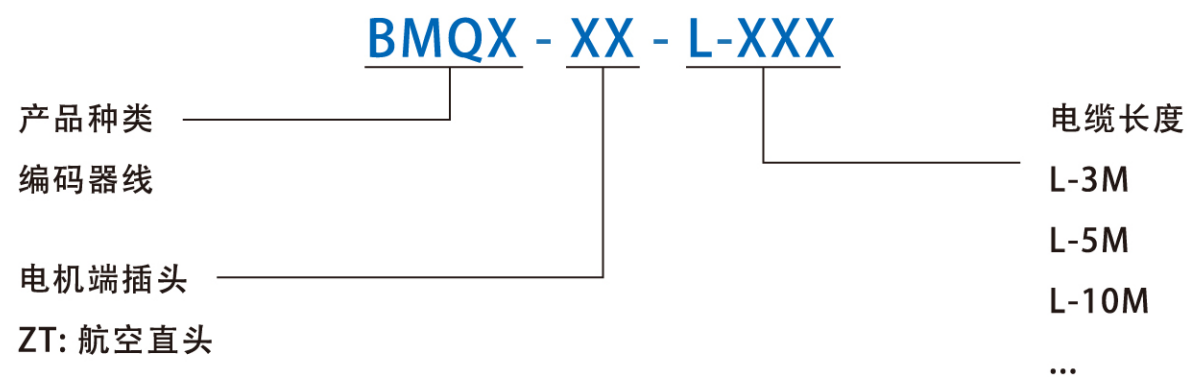 BMQX - XX - L-XXX
产品种类
编码器线
电机端插头
ZT: 航空直头
电缆长度
L-3M
L-5M
L-10M
...